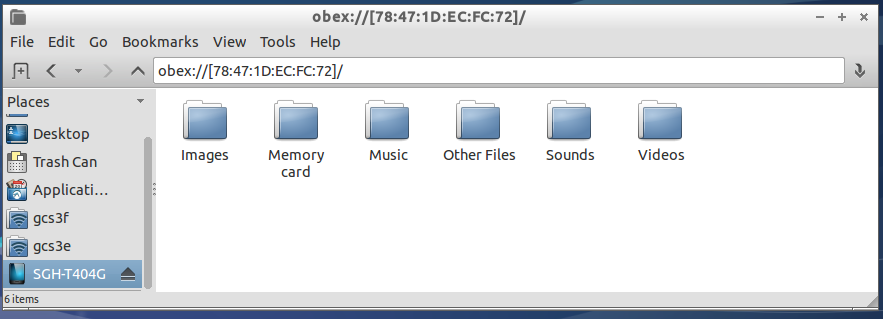 obex://[78:47:1D:EC:FC:72]/
File Edit Go Bookmarks View Tools Help
obex://[78:47:1D:EC:FC:72]/
Places
Desktop
Trash Can
Applicati...
gcs3f
gcs3e
SGH-T404G
Images
Memory
card
Music
Other Files
Sounds
Videos
6 items